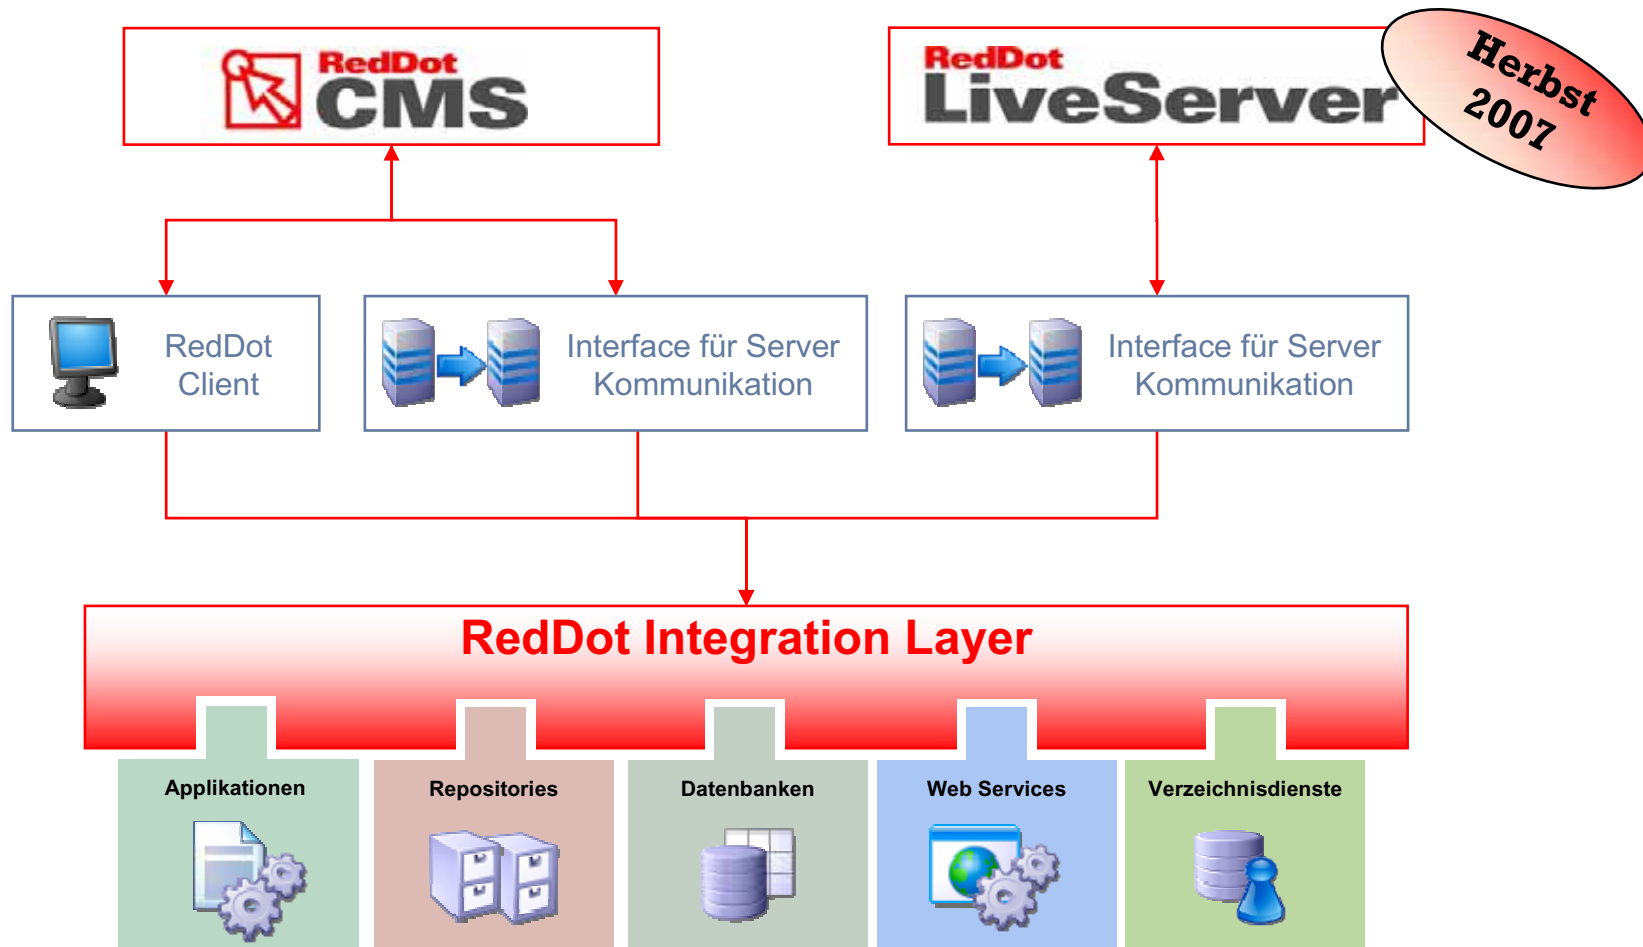 RedDot
CMS
RedDot
LiveServer
Herbst
2007
RedDot
Client
Interface für Server
Kommunikation
Interface für Server
Kommunikation
RedDot Integration Layer
Applikationen
Repositories
Datenbanken
Web Services
Verzeichnisdienste